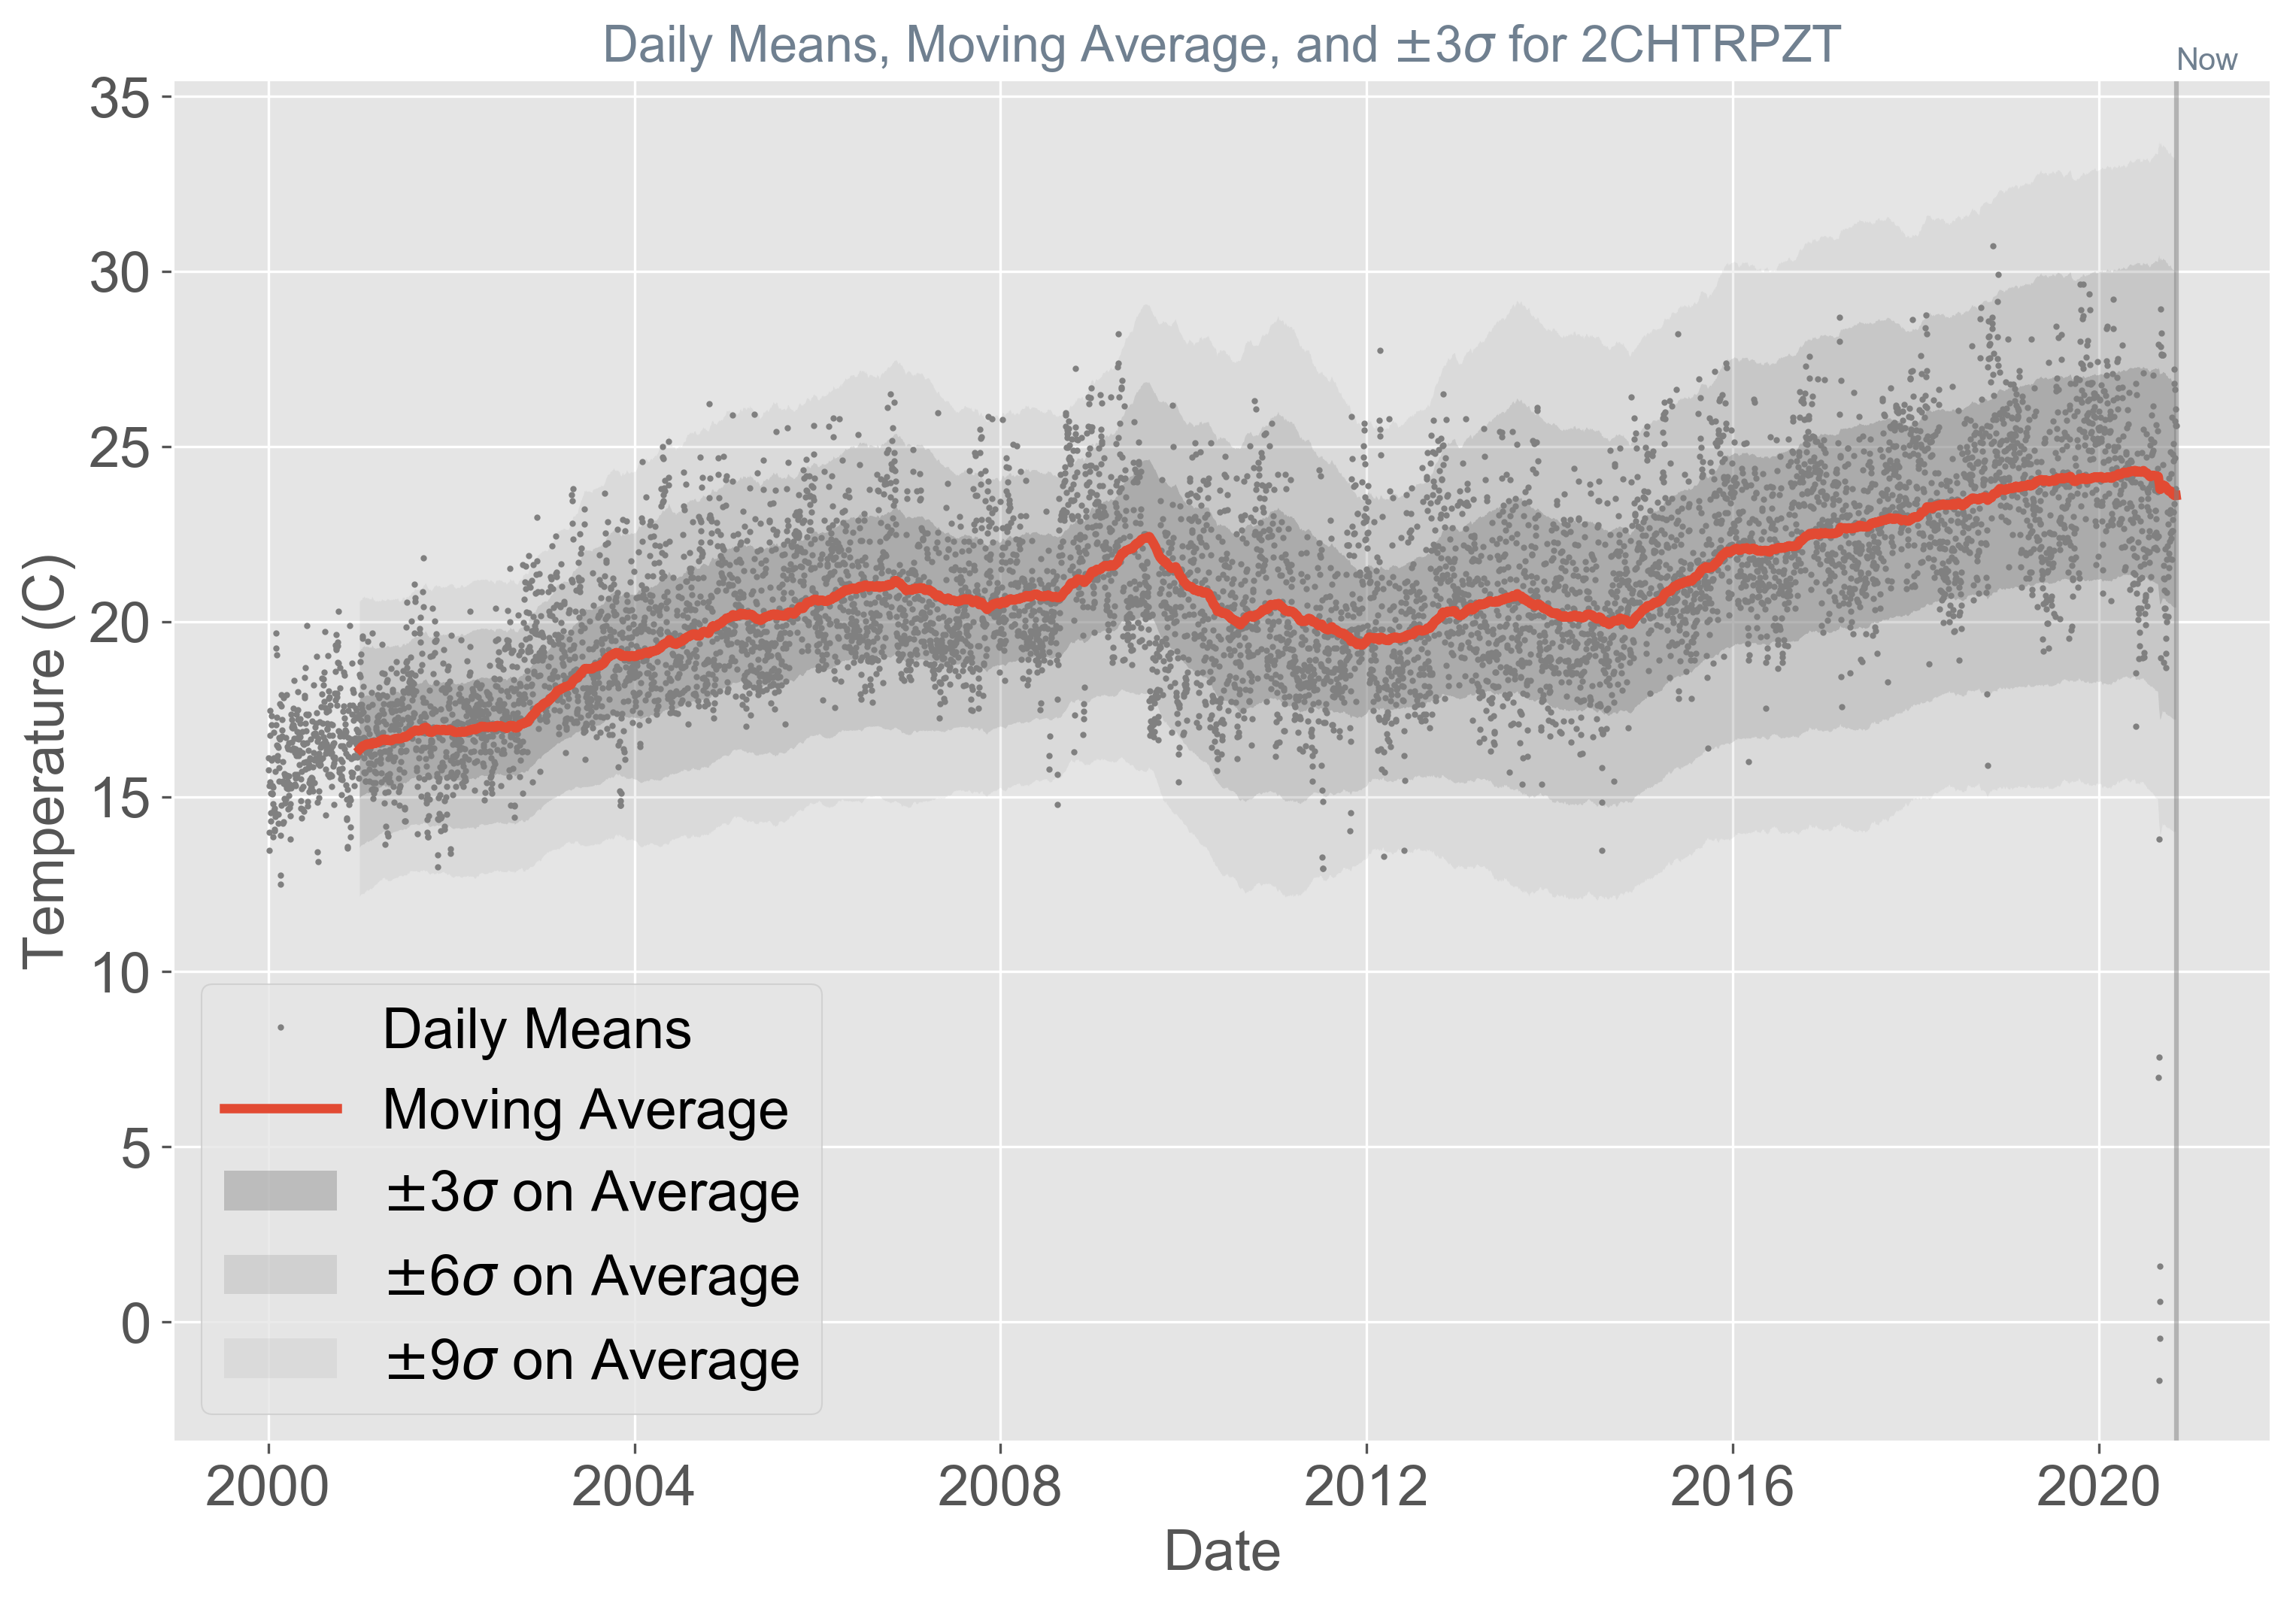 Daily Means, Moving Average, and ±3σ for 2CHTRPZT
Now
35
30
25
20
15
10
5
0
Temperature (C)
Daily Means
Moving Average
±3σ on Average
±6σ on Average
±9σ on Average
2000 2004 2008 2012 2016 2020
Date